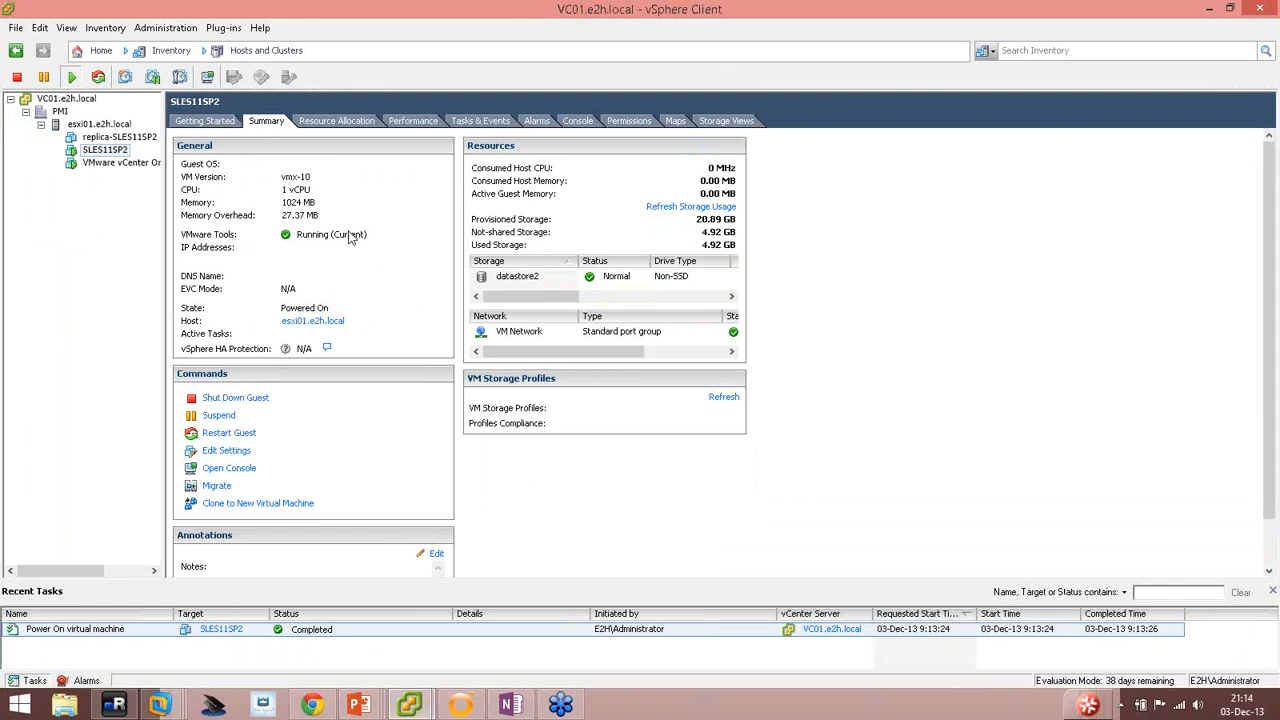 VC01.e2h.local - vSphere Client
File Edit View Inventory Administration Plug-ins Help
Home Inventory Hosts and Clusters Search Inventory
VC01.e2h.local
PMI
esxi01.e2h.local
replica-SLES11SP2
SLES11SP2
VMware vCenter Or
SLES11SP2
Getting Started Summary Resource Allocation Performance Tasks & Events Alarms Console Permissions Maps Storage Views
General
Guest OS:
VM Version: vmx-10
CPU: 1 vCPU
Memory: 1024 MB
Memory Overhead: 27.37 MB
VMware Tools: Running (Current)
IP Addresses:
DNS Name:
EVC Mode: N/A
State: Powered On
Host: esxi01.e2h.local
Active Tasks:
vSphere HA Protection: N/A
Commands
Shut Down Guest
Suspend
Restart Guest
Edit Settings
Open Console
Migrate
Clone to New Virtual Machine
Annotations
Edit
Notes:
Resources
Consumed Host CPU: 0 MHz
Consumed Host Memory: 0.00 MB
Active Guest Memory: 0.00 MB
Refresh Storage Usage
Provisioned Storage: 20.89 GB
Not-shared Storage: 4.92 GB
Used Storage: 4.92 GB
Storage Status Drive Type
datastore2 Normal Non-SSD
Network Type Sta
VM Network Standard port group
VM Storage Profiles
Refresh
VM Storage Profiles:
Profiles Compliance:
Recent Tasks Name, Target or Status contains: Clear
Name Target Status Details Initiated by vCenter Server Requested Start Ti... Start Time Completed Time
Power On virtual machine SLES11SP2 Completed E2H\Administrator VC01.e2h.local 03-Dec-13 9:13:24 03-Dec-13 9:13:24 03-Dec-13 9:13:26
Tasks Alarms Evaluation Mode: 38 days remaining E2H\Administrator
21:14
03-Dec-13